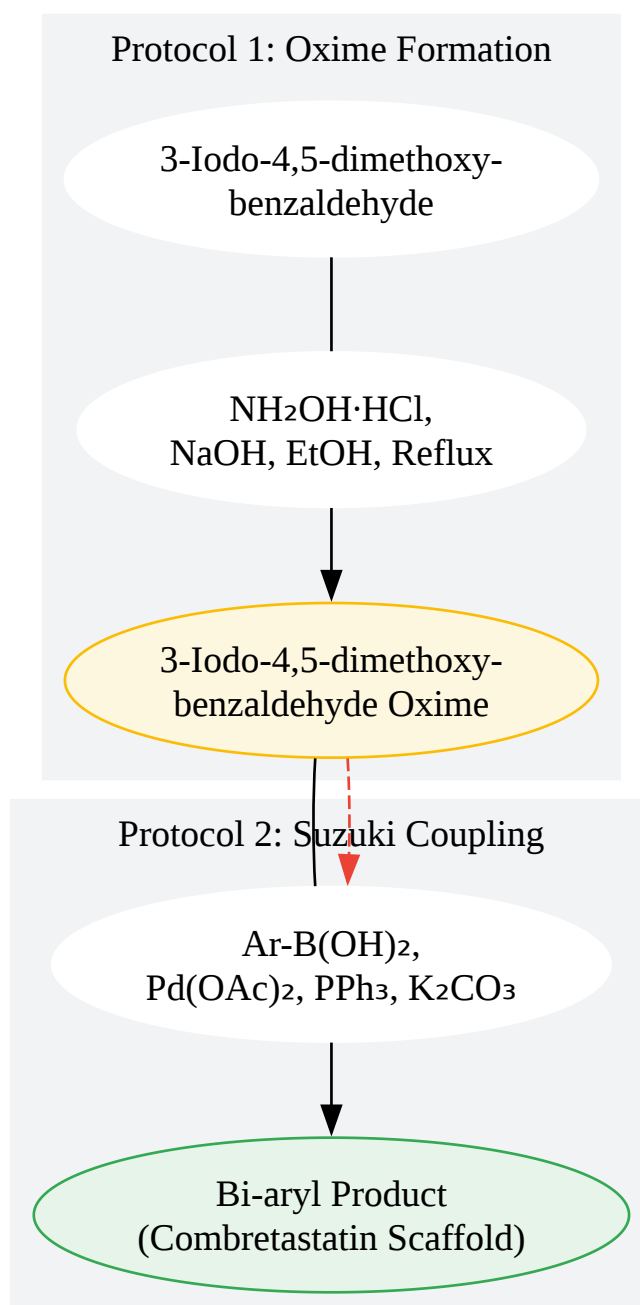 Protocol 1: Oxime Formation
3-Iodo-4,5-dimethoxy-
benzaldehyde
NH₂OH·HCl,
NaOH, EtOH, Reflux
3-Iodo-4,5-dimethoxy-
benzaldehyde Oxime
Protocol 2: Suzuki Coupling
Ar-B(OH)₂,
Pd(OAc)₂, PPh₃, K₂CO₃
Bi-aryl Product
(Combretastatin Scaffold)